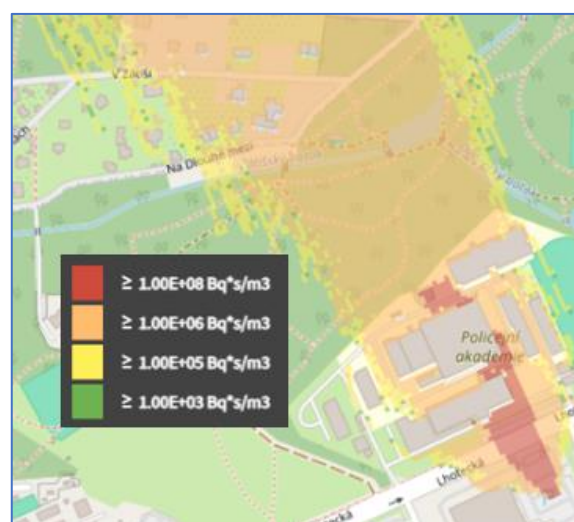 V Zátiší
Na Dlouhé mezi
≥ 1.00E+08 Bq*s/m3
≥ 1.00E+06 Bq*s/m3
≥ 1.00E+05 Bq*s/m3
≥ 1.00E+03 Bq*s/m3
Policejní
akademie
Lhotecká